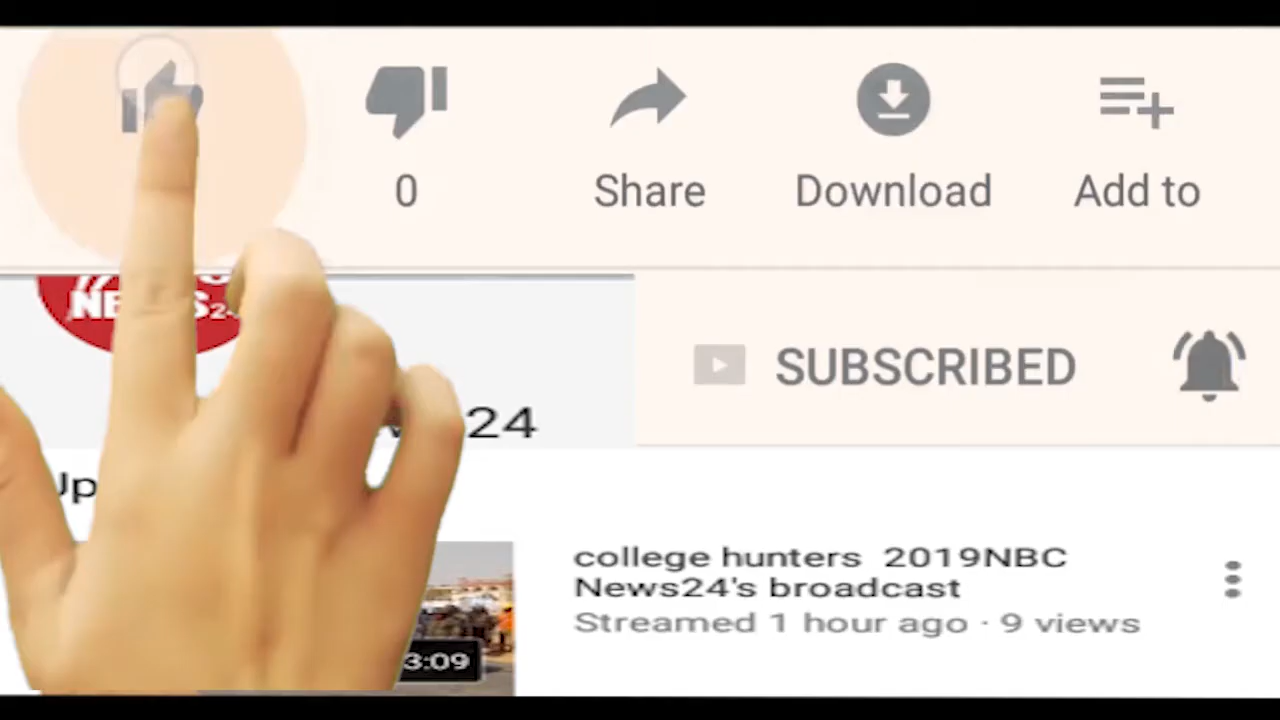 0
Share
Download
Add to
SUBSCRIBED
24
college hunters 2019NBC
News24's broadcast
Streamed 1 hour ago · 9 views
3:09